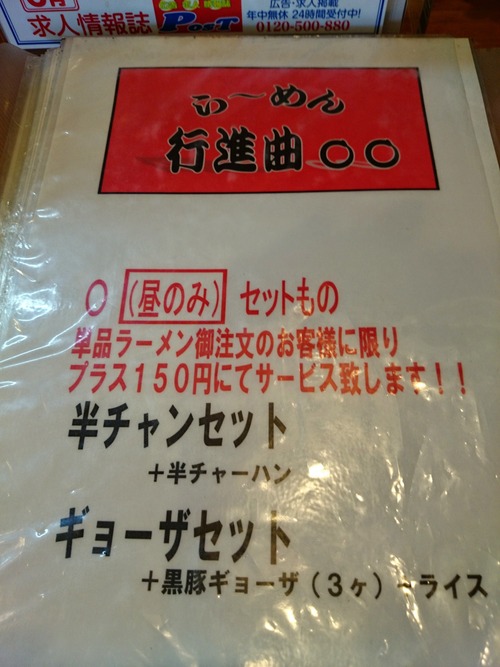 求人情報誌
POST
広告・求人掲載
年中無休 24時間受付中!
0120-500-880
らーめん
行進曲○○
○(昼のみ)セットもの
単品ラーメン御注文のお客様に限り
プラス150円にてサービス致します!!
半チャンセット
+半チャーハン
ギョーザセット
+黒豚ギョーザ(3ヶ)-ライス